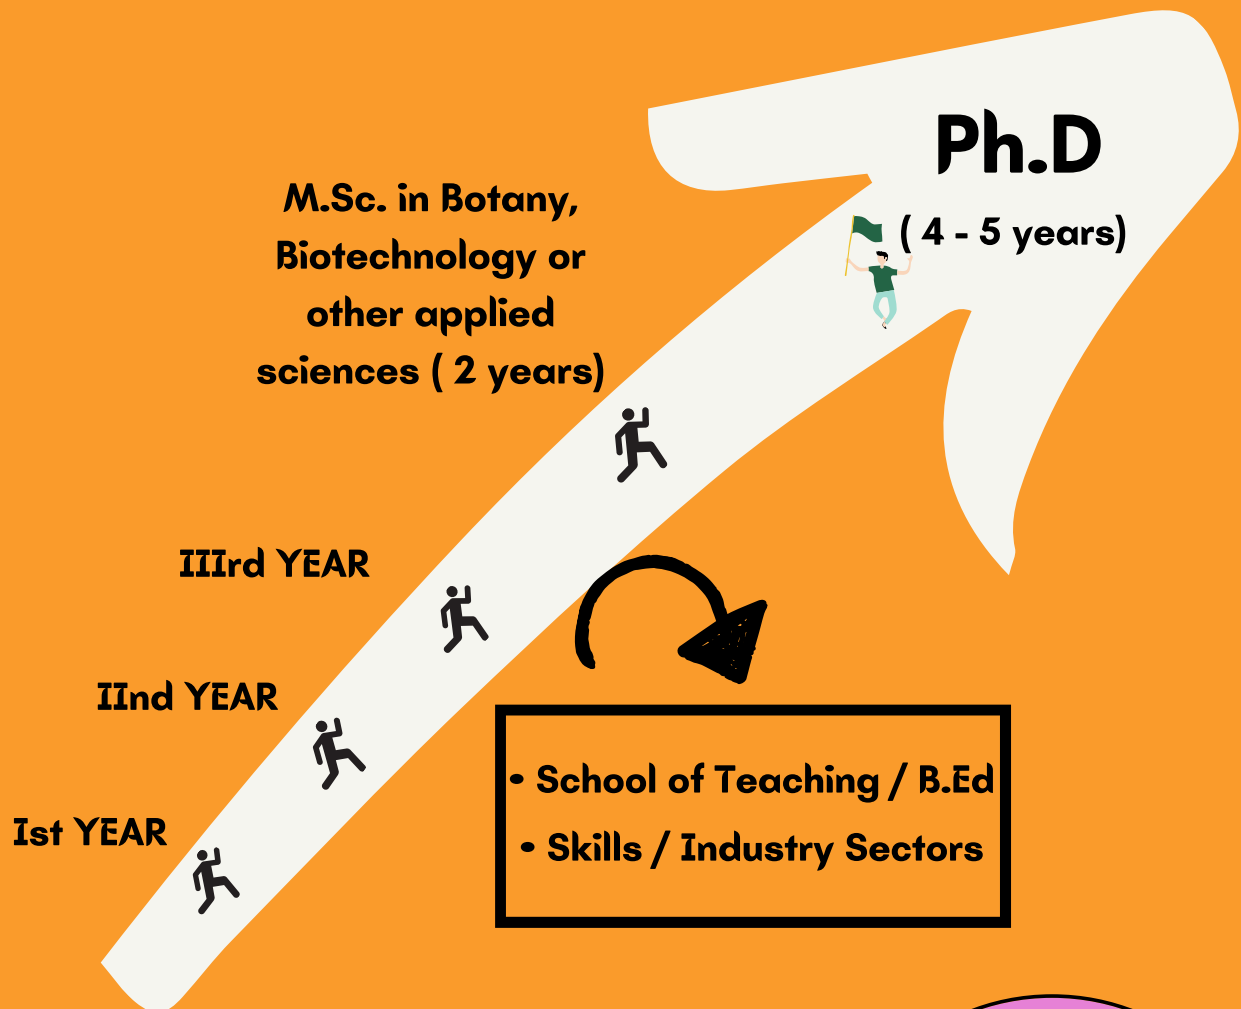 Ph.D
( 4 - 5 years)
M.Sc. in Botany,
Biotechnology or
other applied
sciences ( 2 years)
IIIrd YEAR
IInd YEAR
Ist YEAR
• School of Teaching / B.Ed
• Skills / Industry Sectors